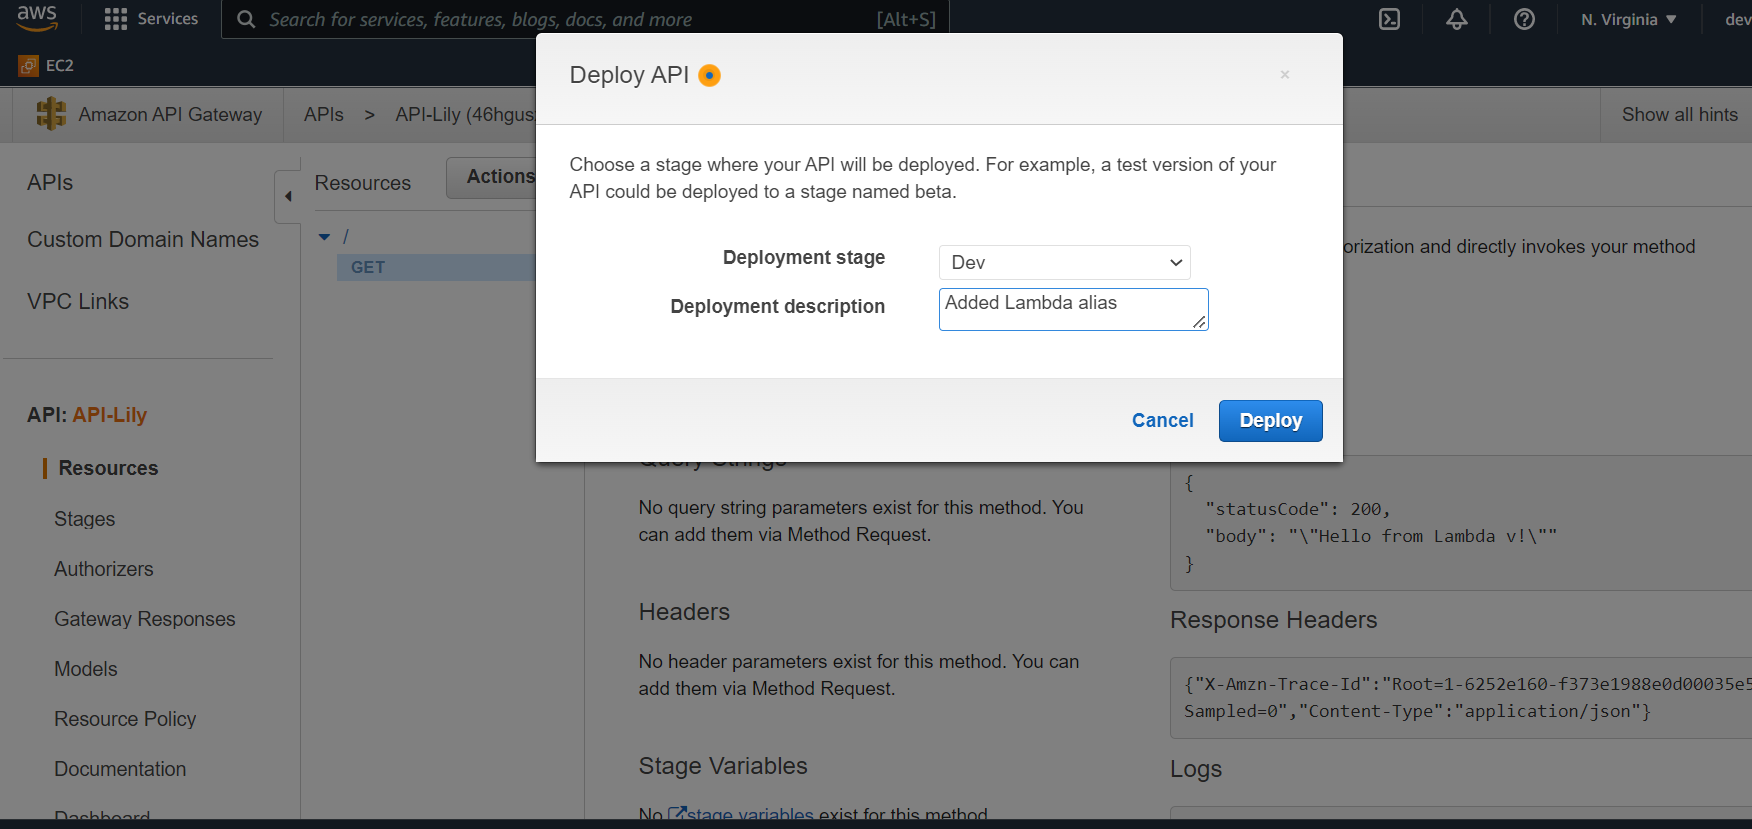 aws
Services
Search for services, features, blogs, docs, and more
[Alt+S]
N. Virginia
dev
EC2
Amazon API Gateway
APIs > API-Lily (46hgus
Show all hints
Deploy API
×
Choose a stage where your API will be deployed. For example, a test version of your
API could be deployed to a stage named beta.
Deployment stage
Dev
Deployment description
Added Lambda alias
Cancel
Deploy
APIs
Custom Domain Names
VPC Links
API: API-Lily
Resources
Stages
Authorizers
Gateway Responses
Models
Resource Policy
Documentation
Dashboard
Resources
Actions
/
GET
orization and directly invokes your method
Query Strings
No query string parameters exist for this method. You
can add them via Method Request.
Headers
No header parameters exist for this method. You can
add them via Method Request.
Stage Variables
No stage variables exist for this method.
{
"statusCode": 200,
"body": "\"Hello from Lambda v!\""
}
Response Headers
{"X-Amzn-Trace-Id":"Root=1-6252e160-f373e1988e0d00035e5
Sampled=0","Content-Type":"application/json"}
Logs